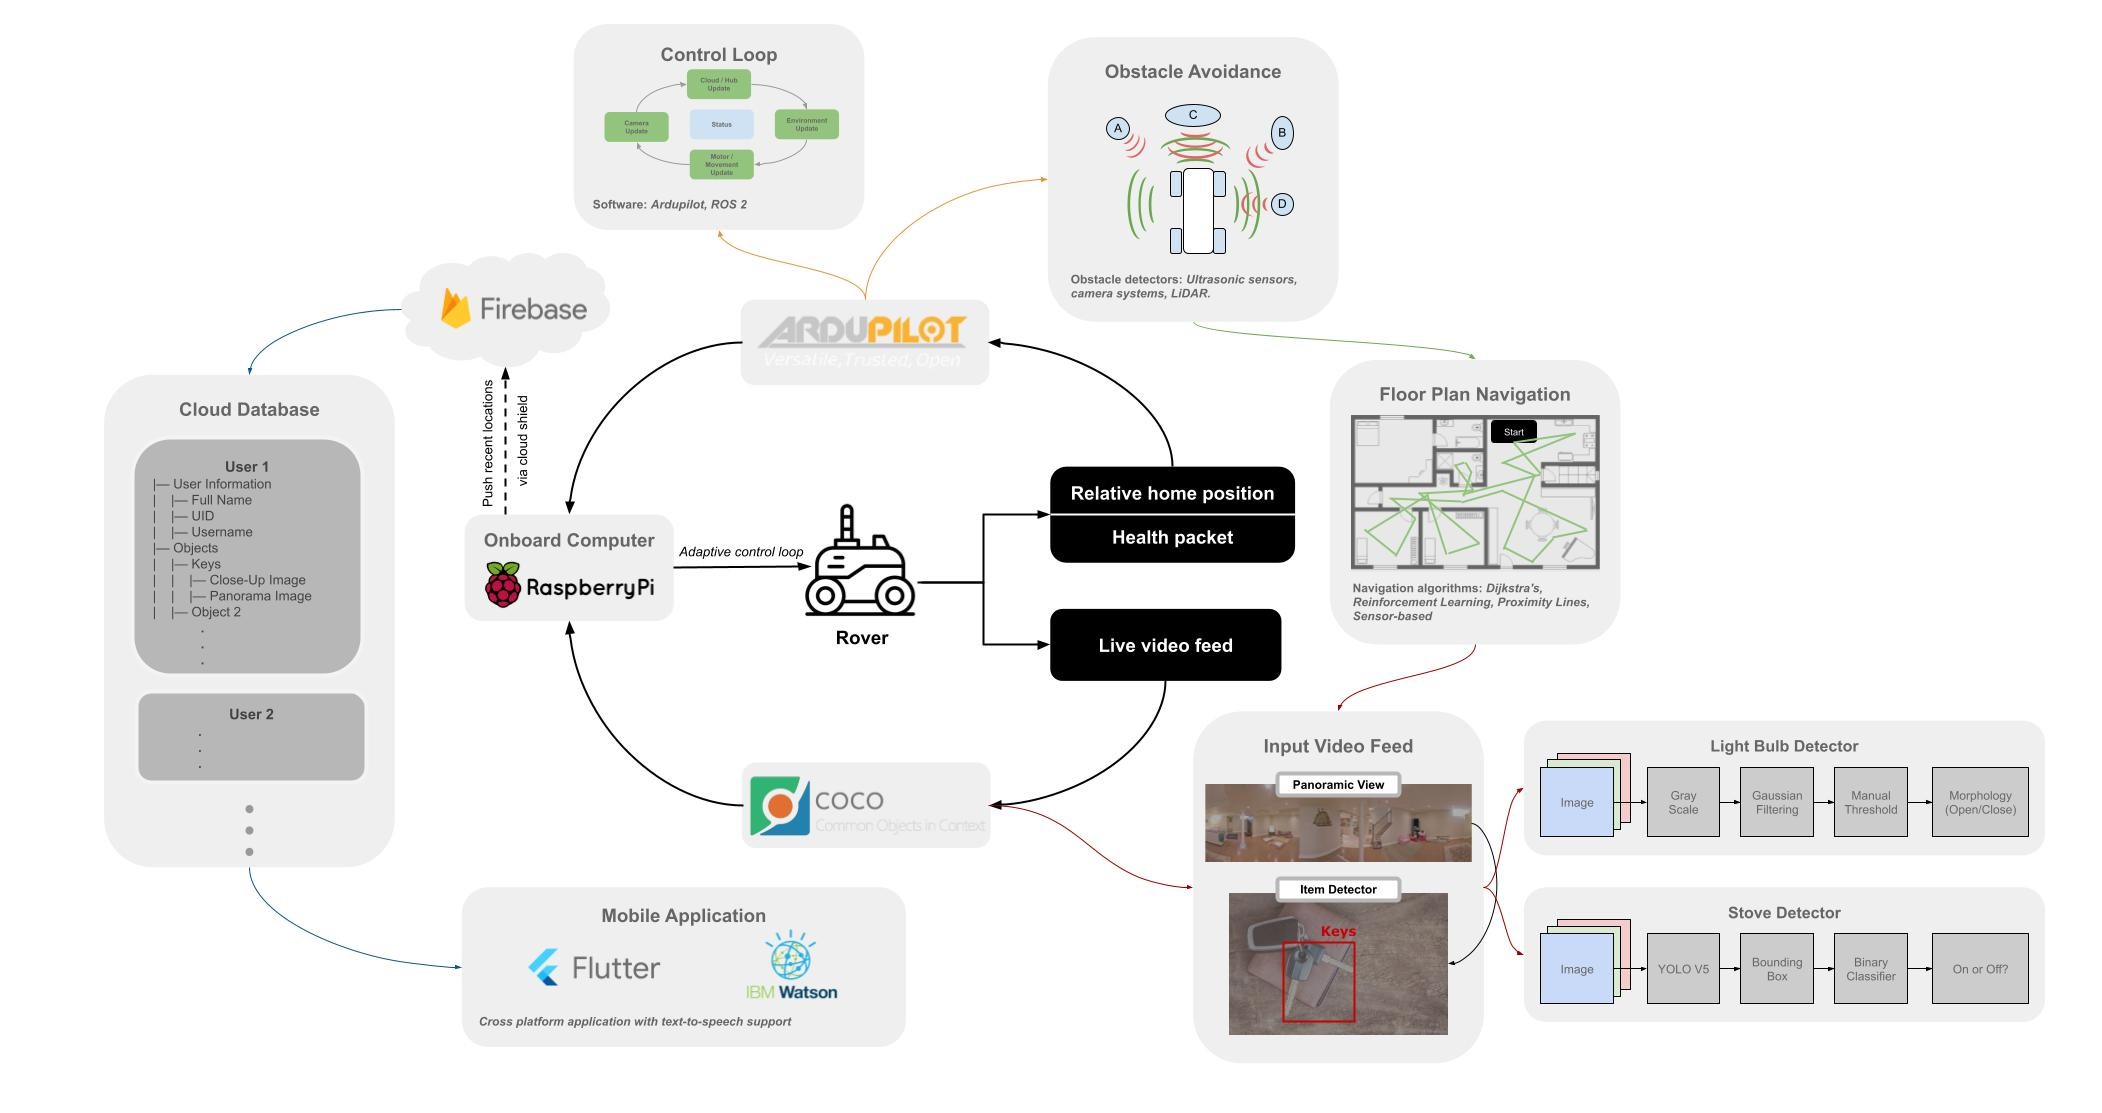 Control Loop
Cloud / Hub
Update
Camera
Update
Status
Environment
Update
Motor /
Movement
Update
Software: Ardupilot, ROS 2
Obstacle Avoidance
A
C
B
D
Obstacle detectors: Ultrasonic sensors,
camera systems, LiDAR.
Firebase
ARDUPILOT
Versatile, Trusted, Open
Push recent locations
via cloud shield
Cloud Database
User 1
|— User Information
| |— Full Name
| |— UID
| |— Username
|— Objects
| |— Keys
| | |— Close-Up Image
| | |— Panorama Image
| |— Object 2
.
.
.
User 2
.
.
.
Onboard Computer
RaspberryPi
Adaptive control loop
Rover
Relative home position
Health packet
Live video feed
Floor Plan Navigation
Start
Navigation algorithms: Dijkstra's,
Reinforcement Learning, Proximity Lines,
Sensor-based
COCO
Common Objects in Context
Mobile Application
Flutter
IBM Watson
Cross platform application with text-to-speech support
Input Video Feed
Panoramic View
Item Detector
Keys
Light Bulb Detector
Image
Gray
Scale
Gaussian
Filtering
Manual
Threshold
Morphology
(Open/Close)
Stove Detector
Image
YOLO V5
Bounding
Box
Binary
Classifier
On or Off?